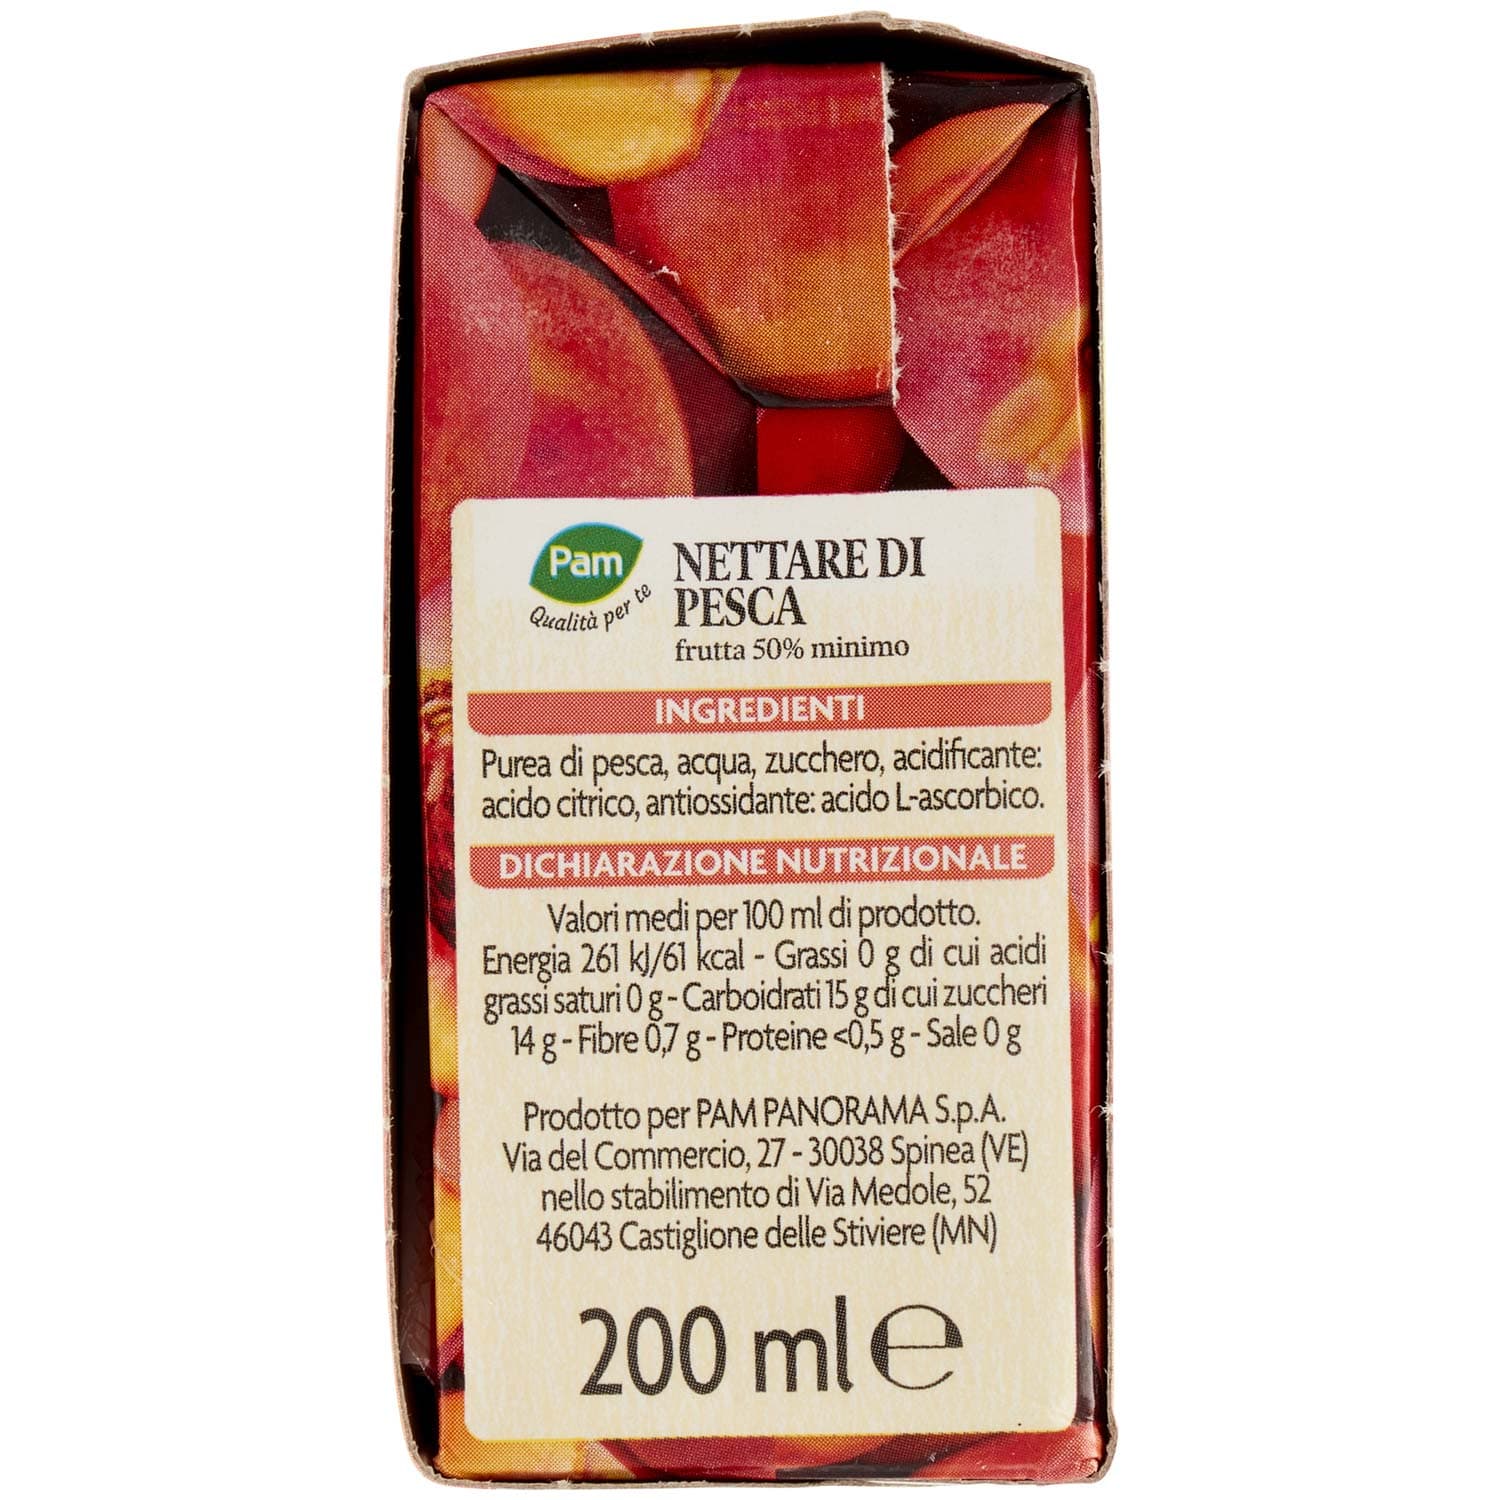 Pam
Qualità per te
NETTARE DI
PESCA
frutta 50% minimo
INGREDIENTI
Purea di pesca, acqua, zucchero, acidificante:
acido citrico, antiossidante: acido L-ascorbico.
DICHIARAZIONE NUTRIZIONALE
Valori medi per 100 ml di prodotto.
Energia 261 kJ/61 kcal - Grassi 0 g di cui acidi
grassi saturi 0 g - Carboidrati 15 g di cui zuccheri
14 g - Fibre 0,7 g - Proteine <0,5 g - Sale 0 g
Prodotto per PAM PANORAMA S.p.A.
Via del Commercio, 27 - 30038 Spinea (VE)
nello stabilimento di Via Medole, 52
46043 Castiglione delle Stiviere (MN)
200 ml ℮